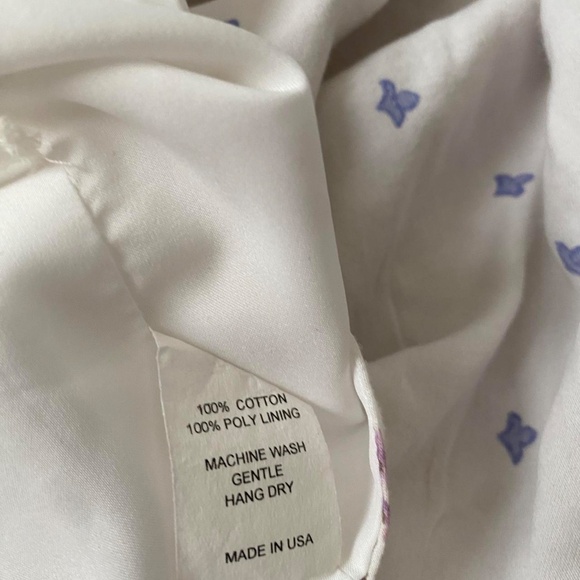 100% COTTON
100% POLY LINING
MACHINE WASH
GENTLE
HANG DRY
MADE IN USA